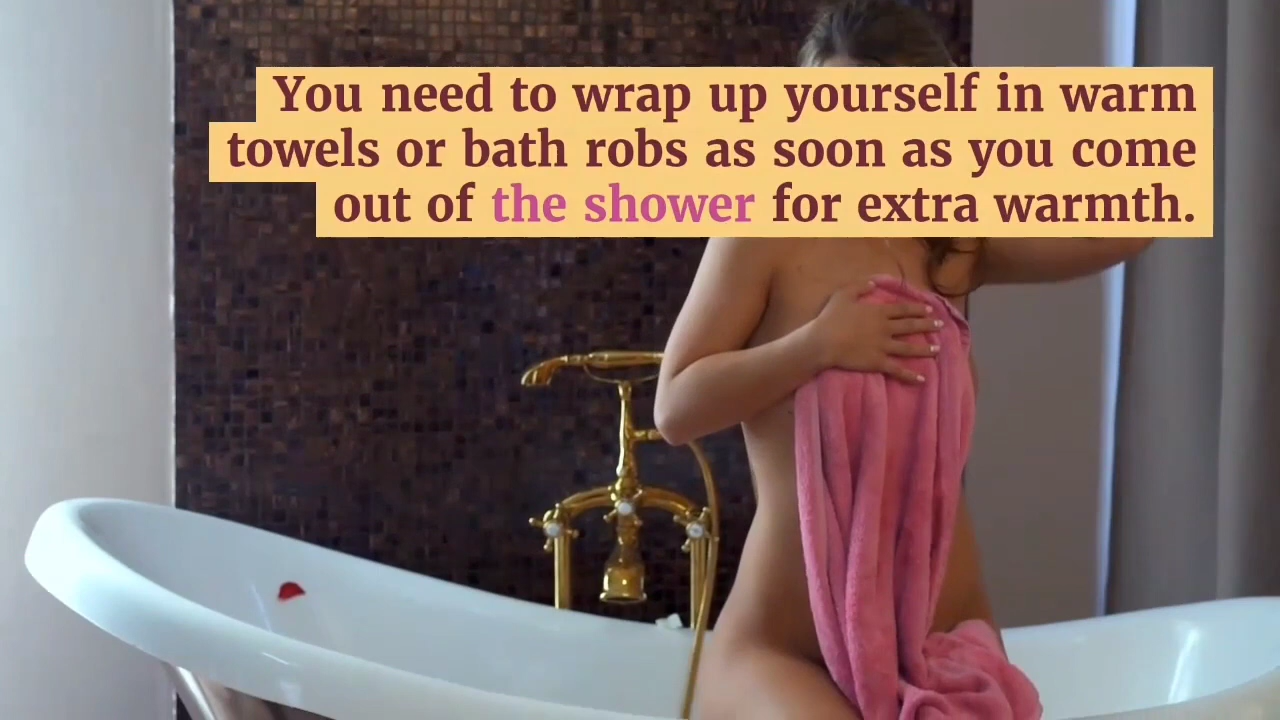 You need to wrap up yourself in warm
towels or bath robs as soon as you come
out of the shower for extra warmth.